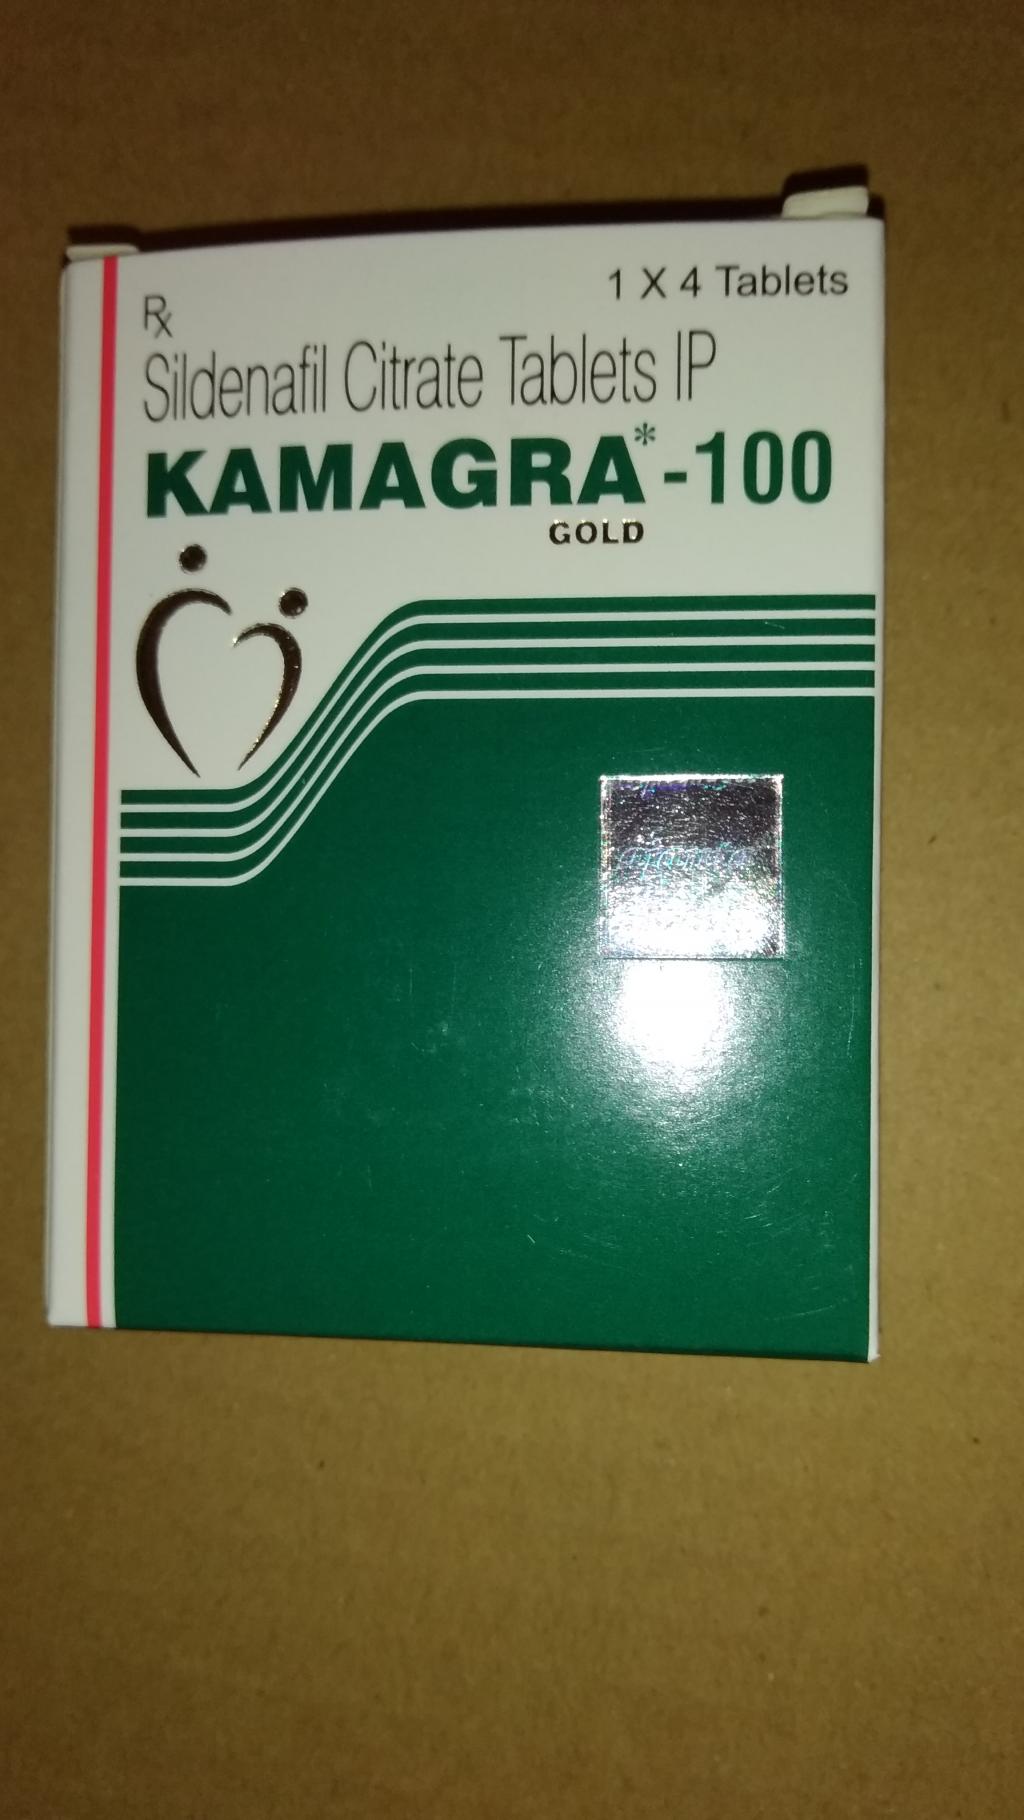 1 X 4 Tablets
Rx
Sildenafil Citrate Tablets IP
KAMAGRA*-100
GOLD